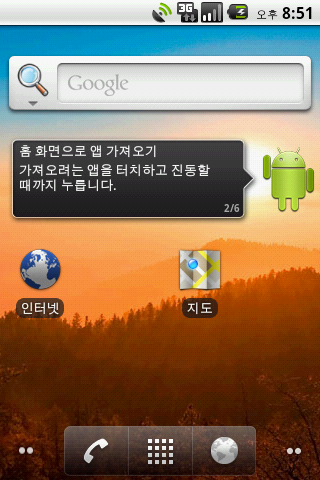 3G 오후 8:51
Google
홈 화면으로 앱 가져오기
가져오려는 앱을 터치하고 진동할
때까지 누릅니다.
2/6
인터넷
지도